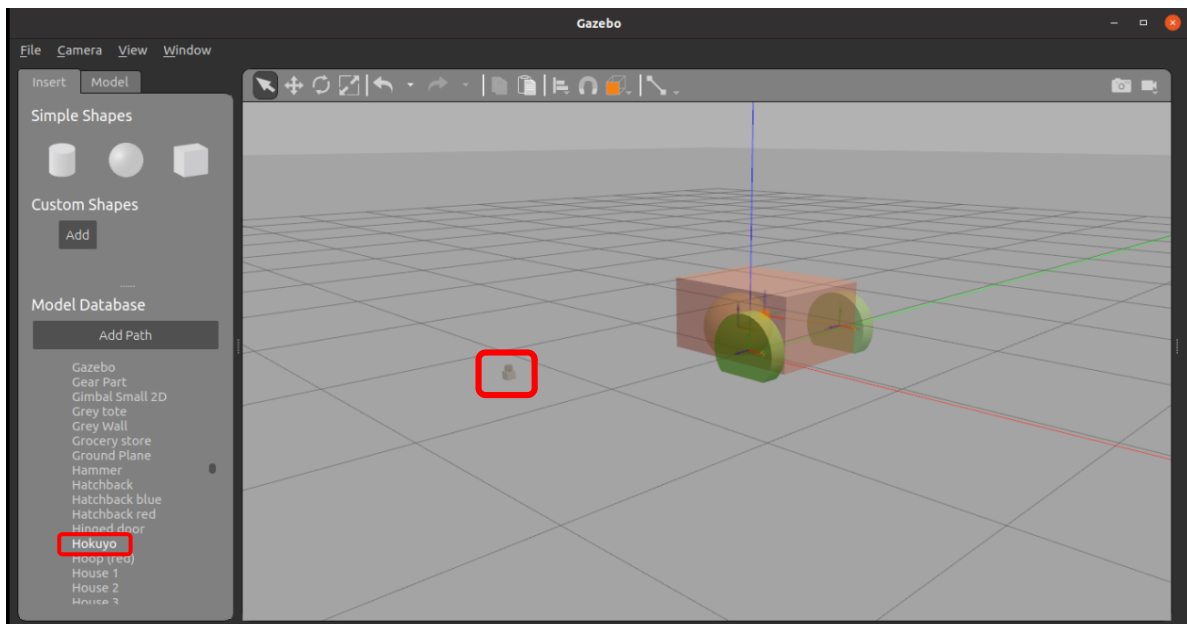 Gazebo
File Camera View Window
Insert Model
Simple Shapes
Custom Shapes
Add
Model Database
Add Path
Gazebo
Gear Part
Gimbal Small 2D
Grey tote
Grey Wall
Grocery store
Ground Plane
Hammer
Hatchback
Hatchback blue
Hatchback red
Hinged door
Hokuyo
Hoop (red)
House 1
House 2
House 3